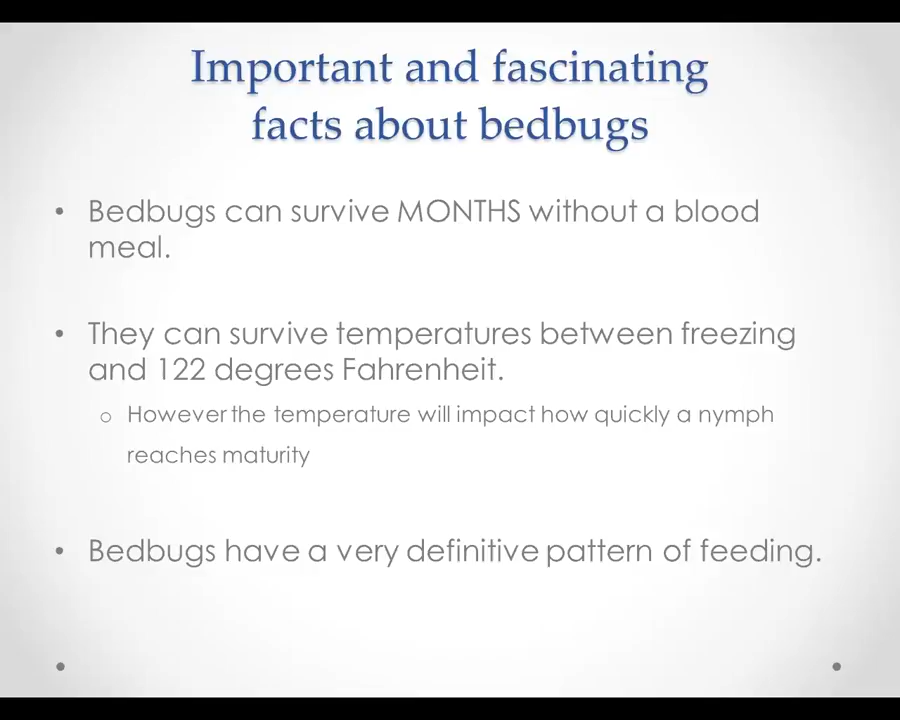 Important and fascinating
facts about bedbugs
• Bedbugs can survive MONTHS without a blood
meal.
• They can survive temperatures between freezing
and 122 degrees Fahrenheit.
o However the temperature will impact how quickly a nymph
reaches maturity
• Bedbugs have a very definitive pattern of feeding.